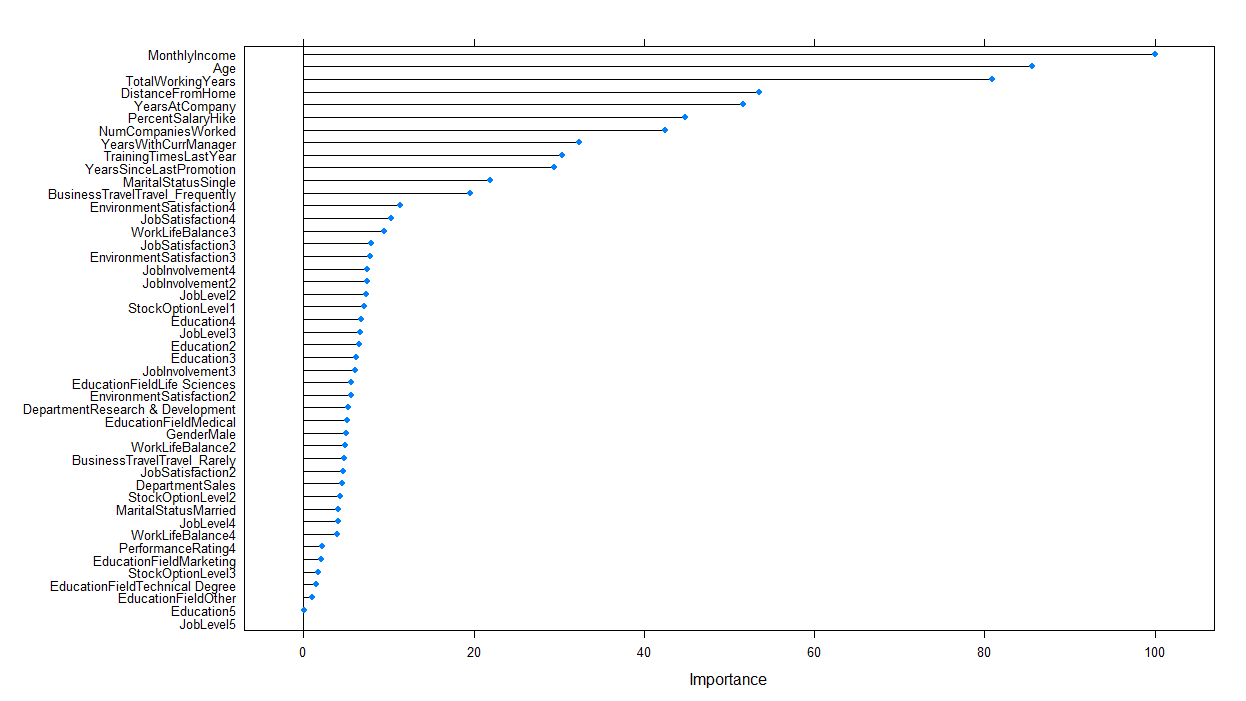 MonthlyIncome
Age
TotalWorkingYears
DistanceFromHome
YearsAtCompany
PercentSalaryHike
NumCompaniesWorked
YearsWithCurrManager
TrainingTimesLastYear
YearsSinceLastPromotion
MaritalStatusSingle
BusinessTravelTravel_Frequently
EnvironmentSatisfaction4
JobSatisfaction4
WorkLifeBalance3
JobSatisfaction3
EnvironmentSatisfaction3
JobInvolvement4
JobInvolvement2
JobLevel2
StockOptionLevel1
Education4
JobLevel3
Education2
Education3
JobInvolvement3
EducationFieldLife Sciences
EnvironmentSatisfaction2
DepartmentResearch & Development
EducationFieldMedical
GenderMale
WorkLifeBalance2
BusinessTravelTravel_Rarely
JobSatisfaction2
DepartmentSales
StockOptionLevel2
MaritalStatusMarried
JobLevel4
WorkLifeBalance4
PerformanceRating4
EducationFieldMarketing
StockOptionLevel3
EducationFieldTechnical Degree
EducationFieldOther
Education5
JobLevel5
0 20 40 60 80 100
Importance